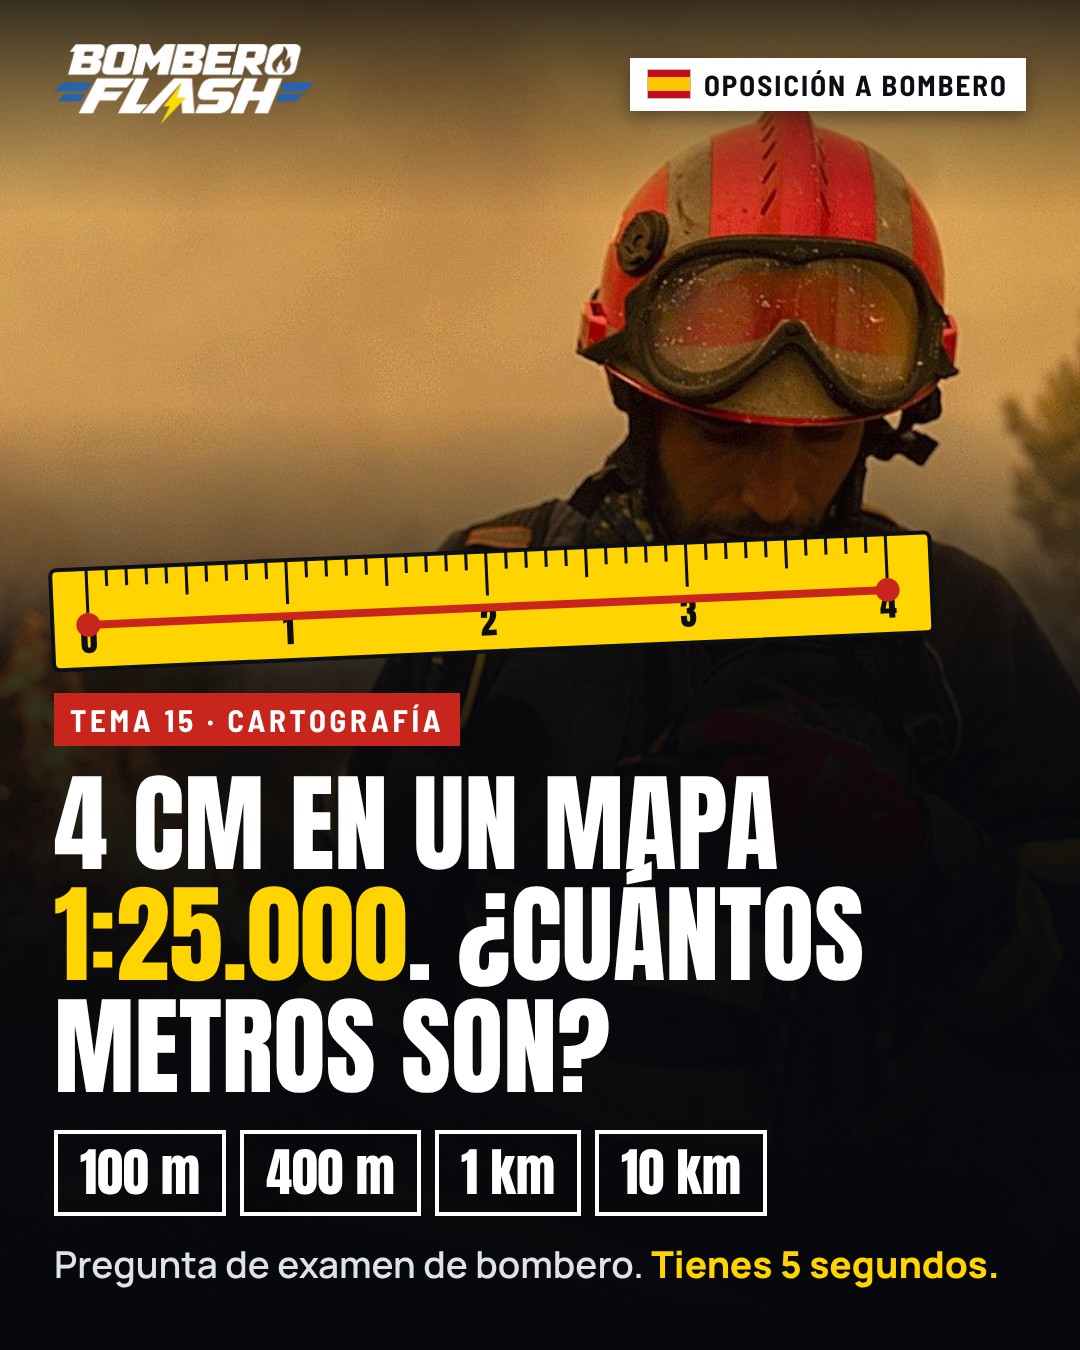 BOMBERO
FLASH
OPOSICIÓN A BOMBERO
0 1 2 3 4
TEMA 15 · CARTOGRAFÍA
4 CM EN UN MAPA
1:25.000. ¿CUÁNTOS
METROS SON?
100 m 400 m 1 km 10 km
Pregunta de examen de bombero. Tienes 5 segundos.